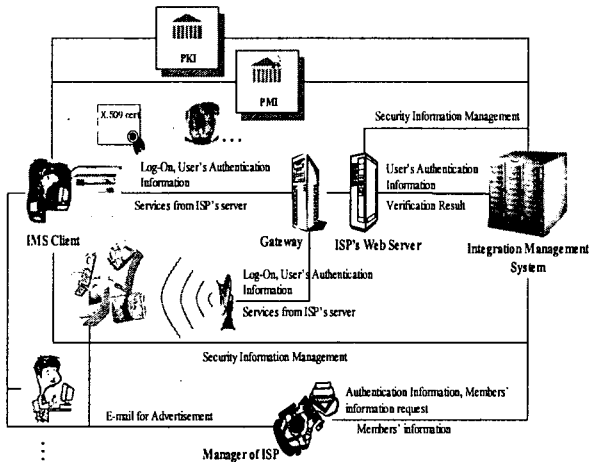 PKI
PMI
X.509 cert
...
Security Information Management
Log-On, User's Authentication
Information
User's Authentication
Information
Services from ISP's server
Verification Result
IMS Client
Gateway
ISP's Web Server
Integration Management
System
Log-On, User's Authentication
Information
Services from ISP's server
Security Information Management
Authentication Information, Members'
information request
E-mail for Advertisement
Members' information
Manager of ISP